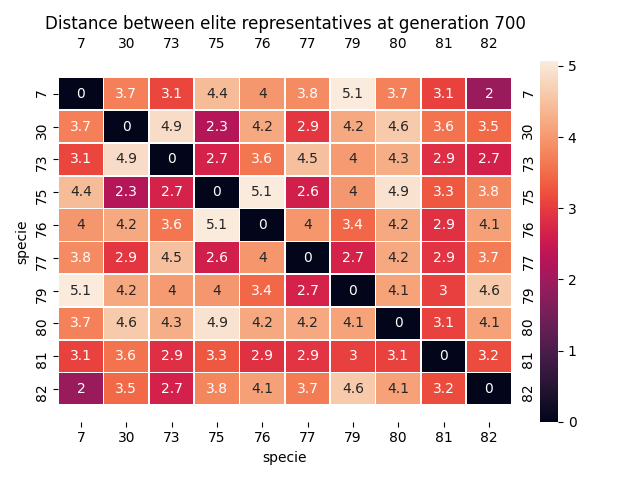 Distance between elite representatives at generation 700
7 30 73 75 76 77 79 80 81 82
7 0 3.7 3.1 4.4 4 3.8 5.1 3.7 3.1 2 7
30 3.7 0 4.9 2.3 4.2 2.9 4.2 4.6 3.6 3.5 30
73 3.1 4.9 0 2.7 3.6 4.5 4 4.3 2.9 2.7 73
75 4.4 2.3 2.7 0 5.1 2.6 4 4.9 3.3 3.8 75
76 4 4.2 3.6 5.1 0 4 3.4 4.2 2.9 4.1 76
77 3.8 2.9 4.5 2.6 4 0 2.7 4.2 2.9 3.7 77
79 5.1 4.2 4 4 3.4 2.7 0 4.1 3 4.6 79
80 3.7 4.6 4.3 4.9 4.2 4.2 4.1 0 3.1 4.1 80
81 3.1 3.6 2.9 3.3 2.9 2.9 3 3.1 0 3.2 81
82 2 3.5 2.7 3.8 4.1 3.7 4.6 4.1 3.2 0 82
7 30 73 75 76 77 79 80 81 82
specie
specie
5
4
3
2
1
0